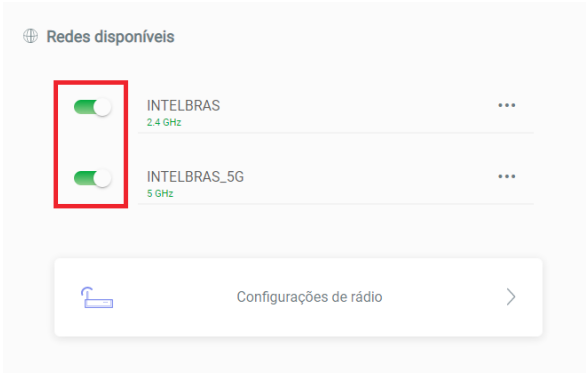 Redes disponíveis
INTELBRAS
2.4 GHz
INTELBRAS_5G
5 GHz
Configurações de rádio